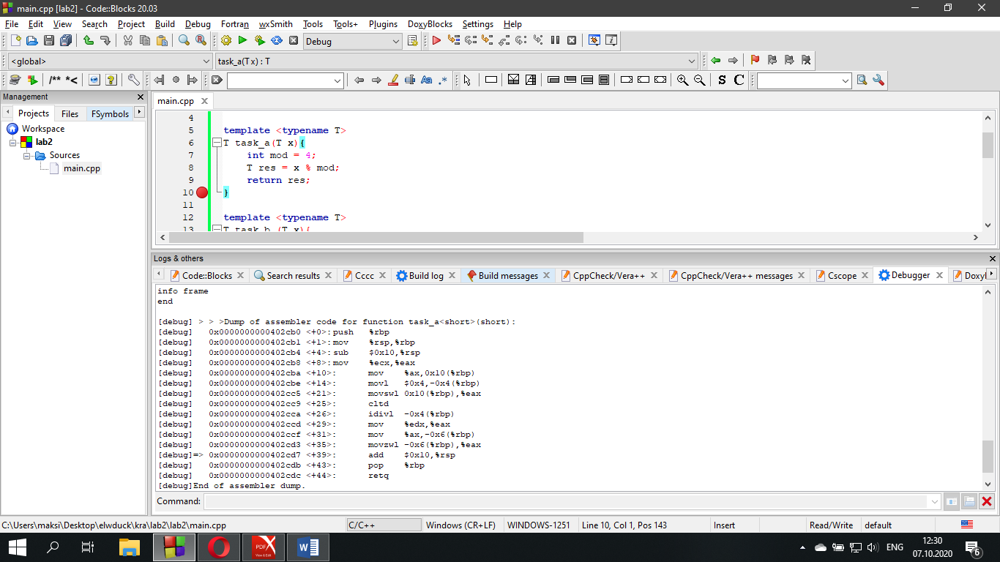 main.cpp [lab2] - Code::Blocks 20.03
File Edit View Search Project Build Debug Fortran wxSmith Tools Tools+ Plugins DoxyBlocks Settings Help
Debug
<global> task_a(T x) : T
/** *< Aa .* S C
Management
Projects Files FSymbols
Workspace
lab2
Sources
main.cpp
main.cpp
4
5 template <typename T>
6 T task_a(T x){
7 int mod = 4;
8 T res = x % mod;
9 return res;
10 }
11
12 template <typename T>
13 T task_b (T x){
Logs & others
Code::Blocks Search results Cccc Build log Build messages CppCheck/Vera++ CppCheck/Vera++ messages Cscope Debugger Doxyl
info frame
end
[debug] > > >Dump of assembler code for function task_a<short>(short):
[debug] 0x0000000000402cb0 <+0>: push %rbp
[debug] 0x0000000000402cb1 <+1>: mov %rsp,%rbp
[debug] 0x0000000000402cb4 <+4>: sub $0x10,%rsp
[debug] 0x0000000000402cb8 <+8>: mov %ecx,%eax
[debug] 0x0000000000402cba <+10>: mov %ax,0x10(%rbp)
[debug] 0x0000000000402cbe <+14>: movl $0x4,-0x4(%rbp)
[debug] 0x0000000000402cc5 <+21>: movswl 0x10(%rbp),%eax
[debug] 0x0000000000402cc9 <+25>: cltd
[debug] 0x0000000000402cca <+26>: idivl -0x4(%rbp)
[debug] 0x0000000000402ccd <+29>: mov %edx,%eax
[debug] 0x0000000000402ccf <+31>: mov %ax,-0x6(%rbp)
[debug] 0x0000000000402cd3 <+35>: movzwl -0x6(%rbp),%eax
[debug]=> 0x0000000000402cd7 <+39>: add $0x10,%rsp
[debug] 0x0000000000402cdb <+43>: pop %rbp
[debug] 0x0000000000402cdc <+44>: retq
[debug]End of assembler dump.
Command:
C:\Users\maksi\Desktop\elwduck\kra\lab2\lab2\main.cpp C/C++ Windows (CR+LF) WINDOWS-1251 Line 10, Col 1, Pos 143 Insert Read/Write default
PDF X View & Edit W ENG 12:30 07.10.2020 6